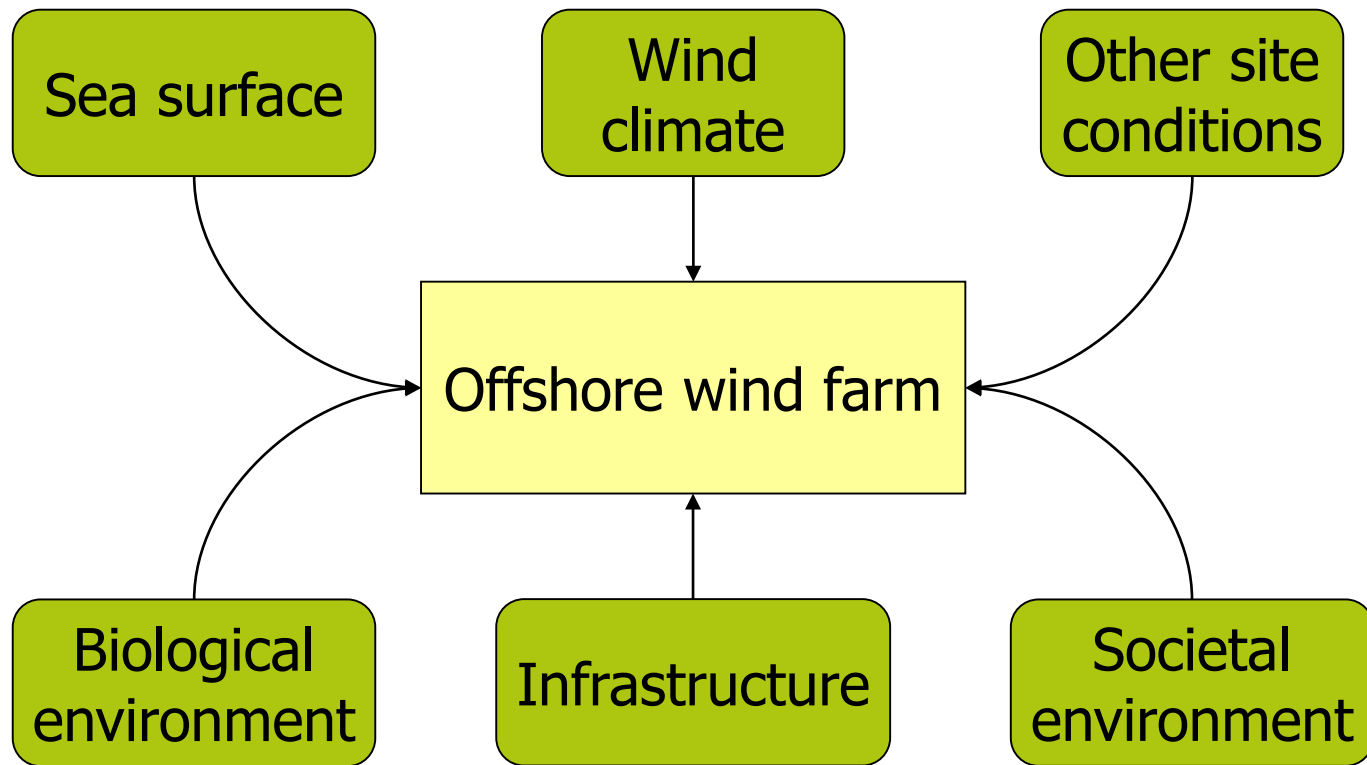 Sea surface
Wind
climate
Other site
conditions
Offshore wind farm
Biological
environment
Infrastructure
Societal
environment